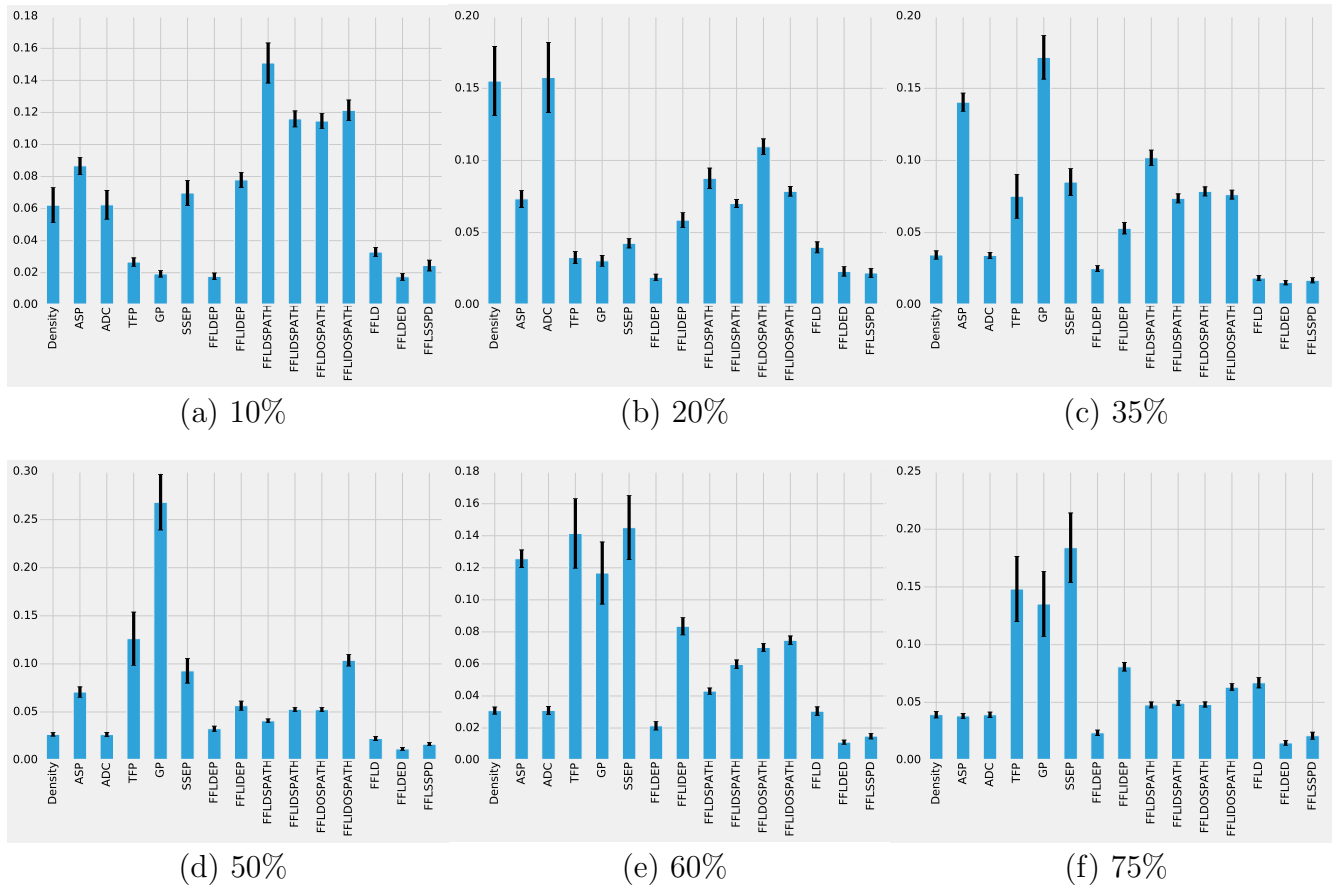 0.18
0.16
0.14
0.12
0.10
0.08
0.06
0.04
0.02
0.00
Density
ASP
ADC
TFP
GP
SSEP
FFLDEP
FFLIDEP
FFLDSPATH
FFLIDSPATH
FFLDOSPATH
FFLIDOSPATH
FFLD
FFLDED
FFLSSPD
(a) 10%
0.20
0.15
0.10
0.05
0.00
Density
ASP
ADC
TFP
GP
SSEP
FFLDEP
FFLIDEP
FFLDSPATH
FFLIDSPATH
FFLDOSPATH
FFLIDOSPATH
FFLD
FFLDED
FFLSSPD
(b) 20%
0.20
0.15
0.10
0.05
0.00
Density
ASP
ADC
TFP
GP
SSEP
FFLDEP
FFLIDEP
FFLDSPATH
FFLIDSPATH
FFLDOSPATH
FFLIDOSPATH
FFLD
FFLDED
FFLSSPD
(c) 35%
0.30
0.25
0.20
0.15
0.10
0.05
0.00
Density
ASP
ADC
TFP
GP
SSEP
FFLDEP
FFLIDEP
FFLDSPATH
FFLIDSPATH
FFLDOSPATH
FFLIDOSPATH
FFLD
FFLDED
FFLSSPD
(d) 50%
0.18
0.16
0.14
0.12
0.10
0.08
0.06
0.04
0.02
0.00
Density
ASP
ADC
TFP
GP
SSEP
FFLDEP
FFLIDEP
FFLDSPATH
FFLIDSPATH
FFLDOSPATH
FFLIDOSPATH
FFLD
FFLDED
FFLSSPD
(e) 60%
0.25
0.20
0.15
0.10
0.05
0.00
Density
ASP
ADC
TFP
GP
SSEP
FFLDEP
FFLIDEP
FFLDSPATH
FFLIDSPATH
FFLDOSPATH
FFLIDOSPATH
FFLD
FFLDED
FFLSSPD
(f) 75%